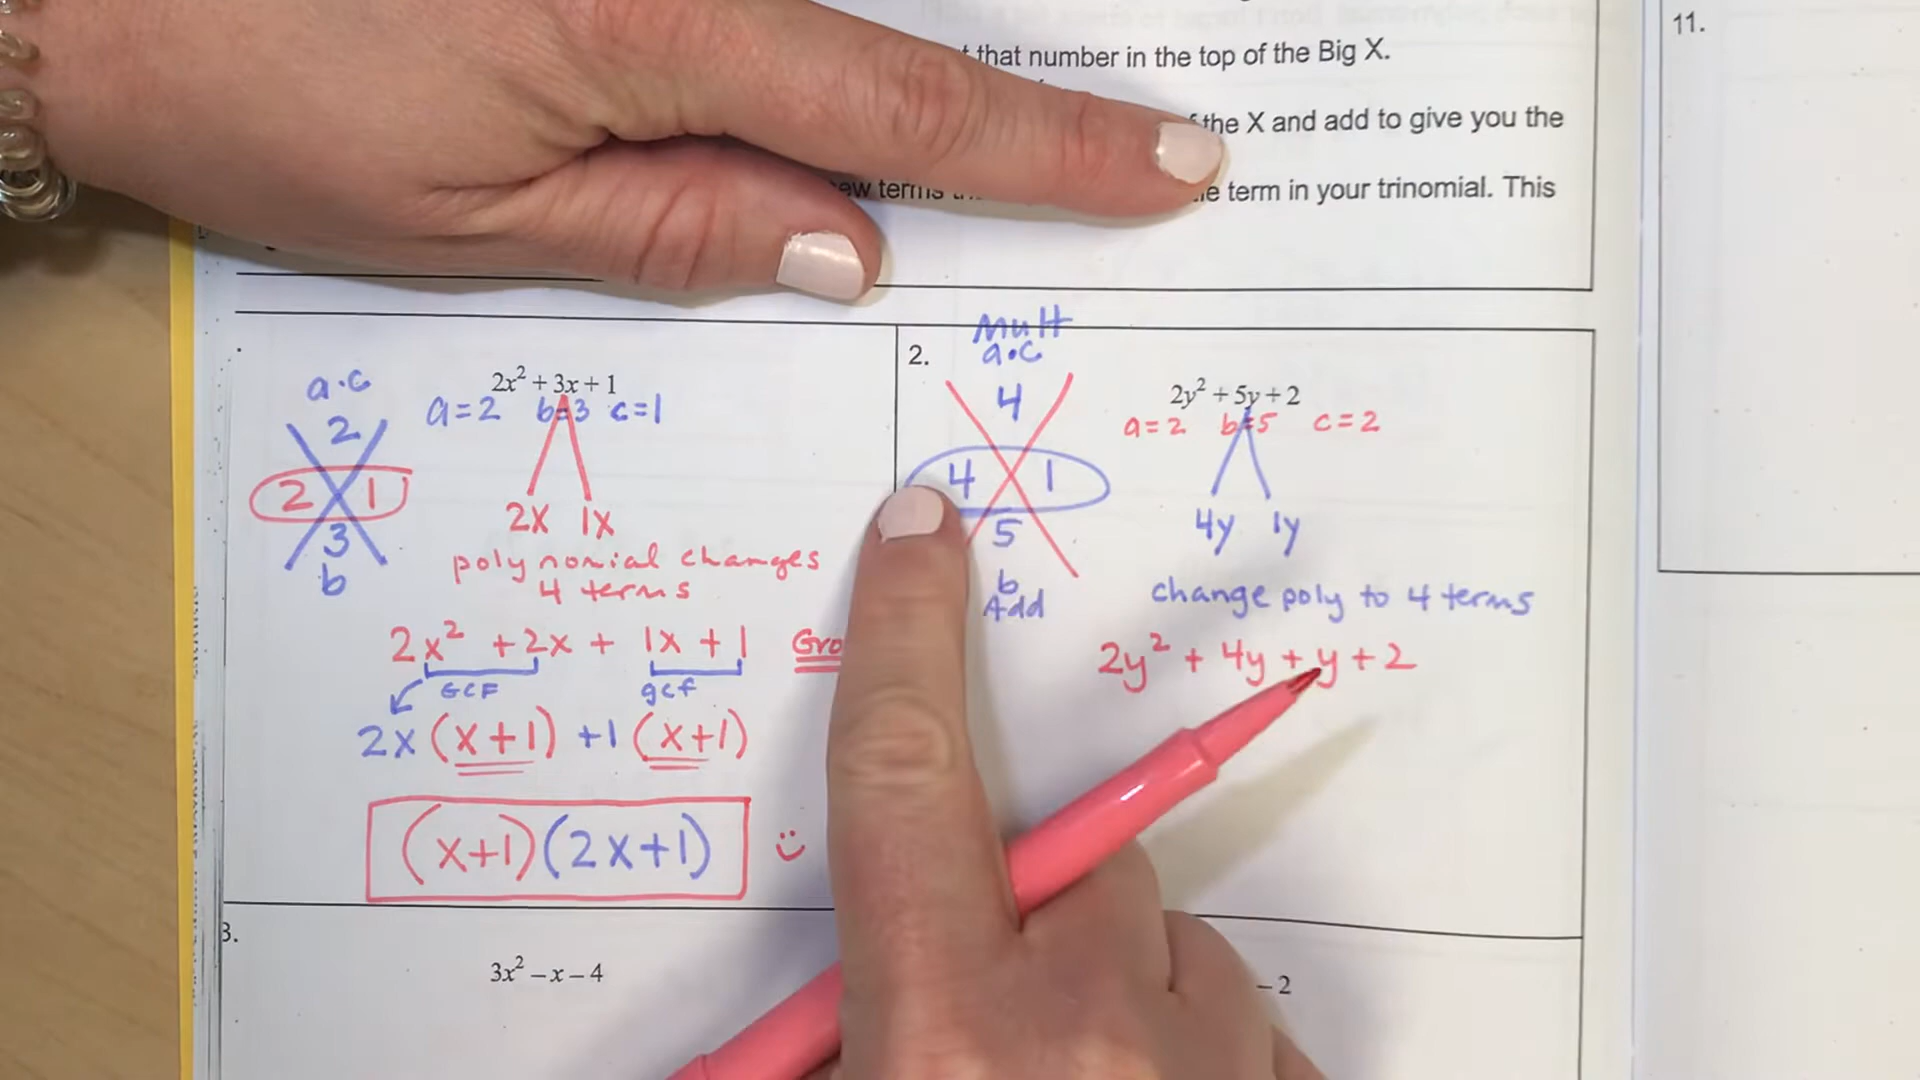 that number in the top of the Big X.
the X and add to give you the
term in your trinomial. This
11.
a·c
2
2 1
3
b
2x² + 3x + 1
a=2 b=3 c=1
2x 1x
polynomial changes
4 terms
2x² + 2x + 1x + 1
GCF gcf
2x (x+1) +1 (x+1)
(x+1)(2x+1)
2.
Mult
a·c
4
4 1
5
b
Add
2y² + 5y + 2
a=2 b=5 c=2
4y 1y
change poly to 4 terms
2y² + 4y + y + 2
3.
3x² – x – 4
– 2